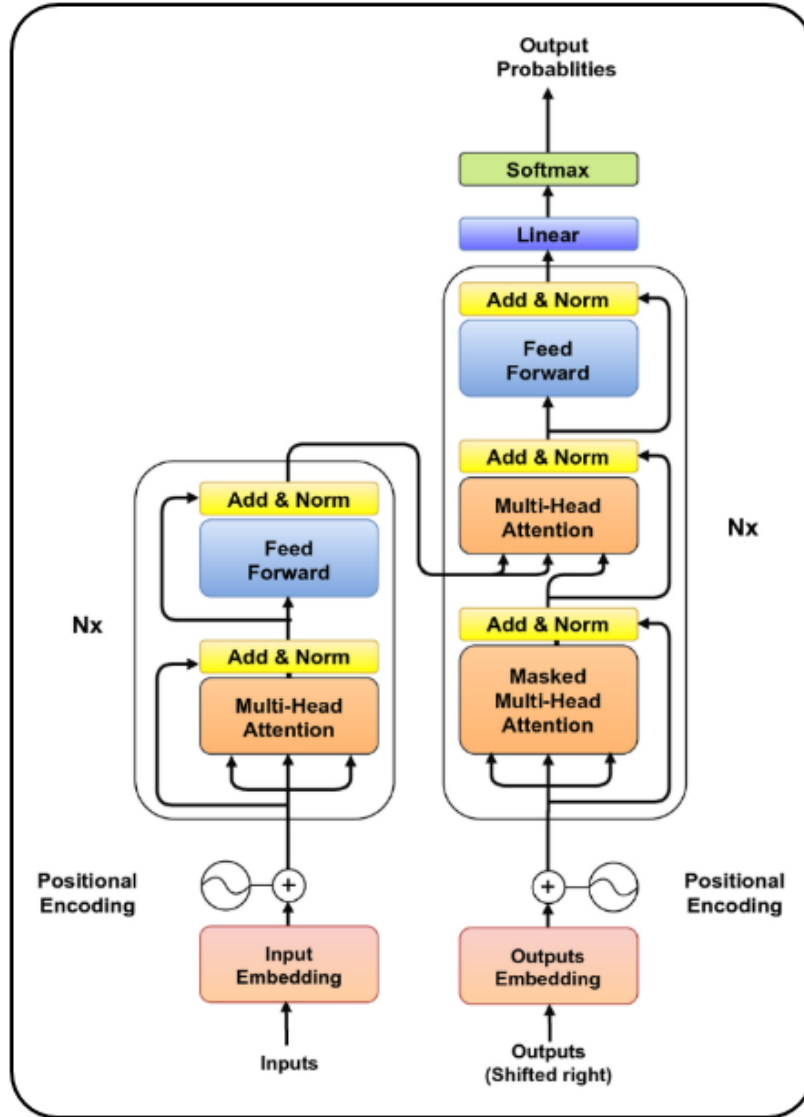 Output
Probablities
Softmax
Linear
Add & Norm
Feed
Forward
Add & Norm
Multi-Head
Attention
Nx
Add & Norm
Masked
Multi-Head
Attention
Add & Norm
Feed
Forward
Nx
Add & Norm
Multi-Head
Attention
Positional
Encoding
+
+
Positional
Encoding
Input
Embedding
Outputs
Embedding
Inputs
Outputs
(Shifted right)